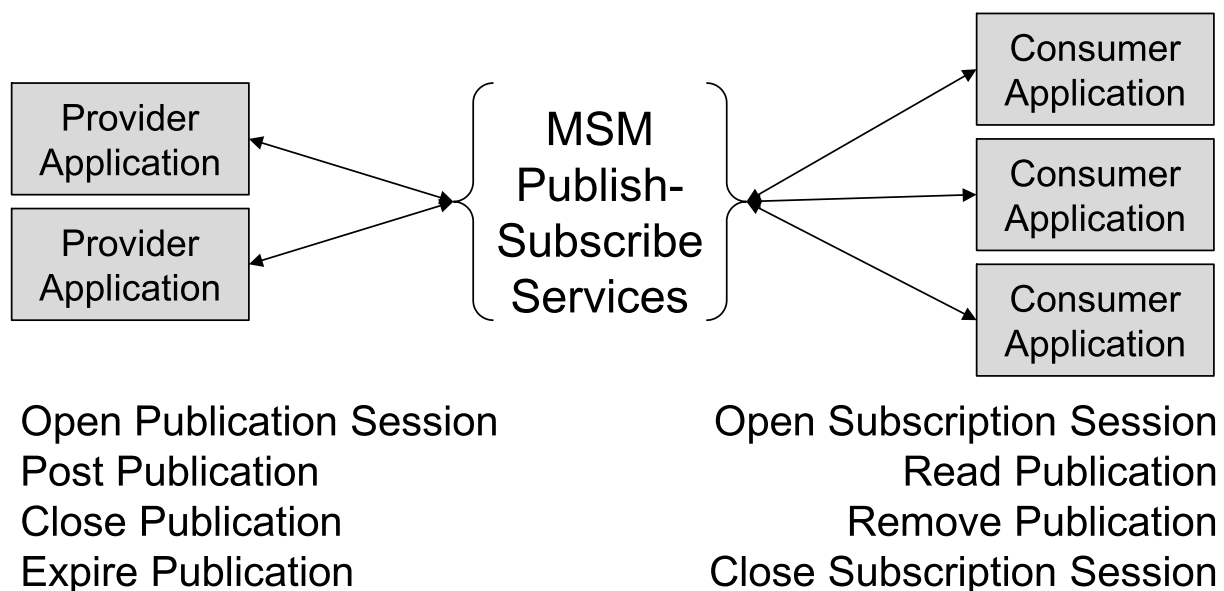 Provider
Application
Provider
Application
MSM
Publish-
Subscribe
Services
Consumer
Application
Consumer
Application
Consumer
Application
Open Publication Session
Post Publication
Close Publication
Expire Publication
Open Subscription Session
Read Publication
Remove Publication
Close Subscription Session